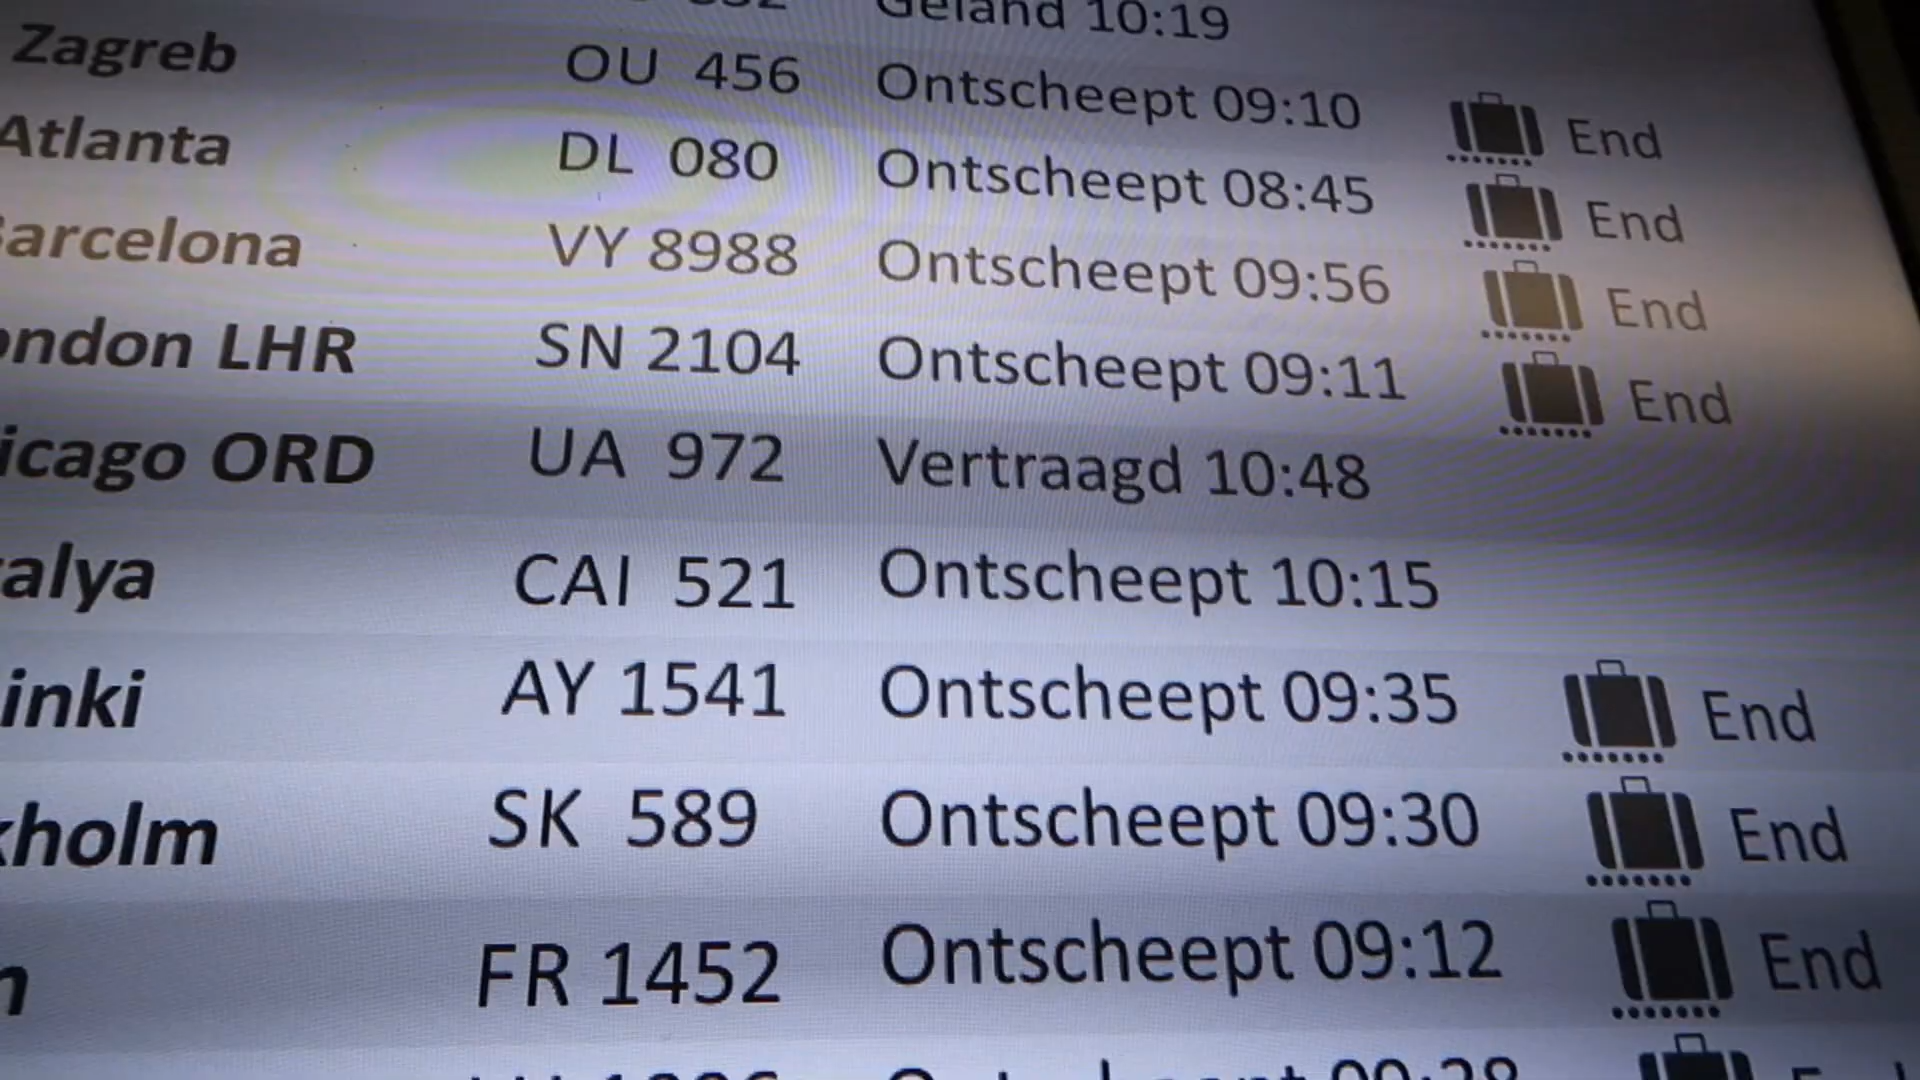 Geland 10:19
Zagreb OU 456 Ontscheept 09:10 End
Atlanta DL 080 Ontscheept 08:45 End
arcelona VY 8988 Ontscheept 09:56 End
ondon LHR SN 2104 Ontscheept 09:11 End
icago ORD UA 972 Vertraagd 10:48
alya CAI 521 Ontscheept 10:15
inki AY 1541 Ontscheept 09:35 End
kholm SK 589 Ontscheept 09:30 End
n FR 1452 Ontscheept 09:12 End